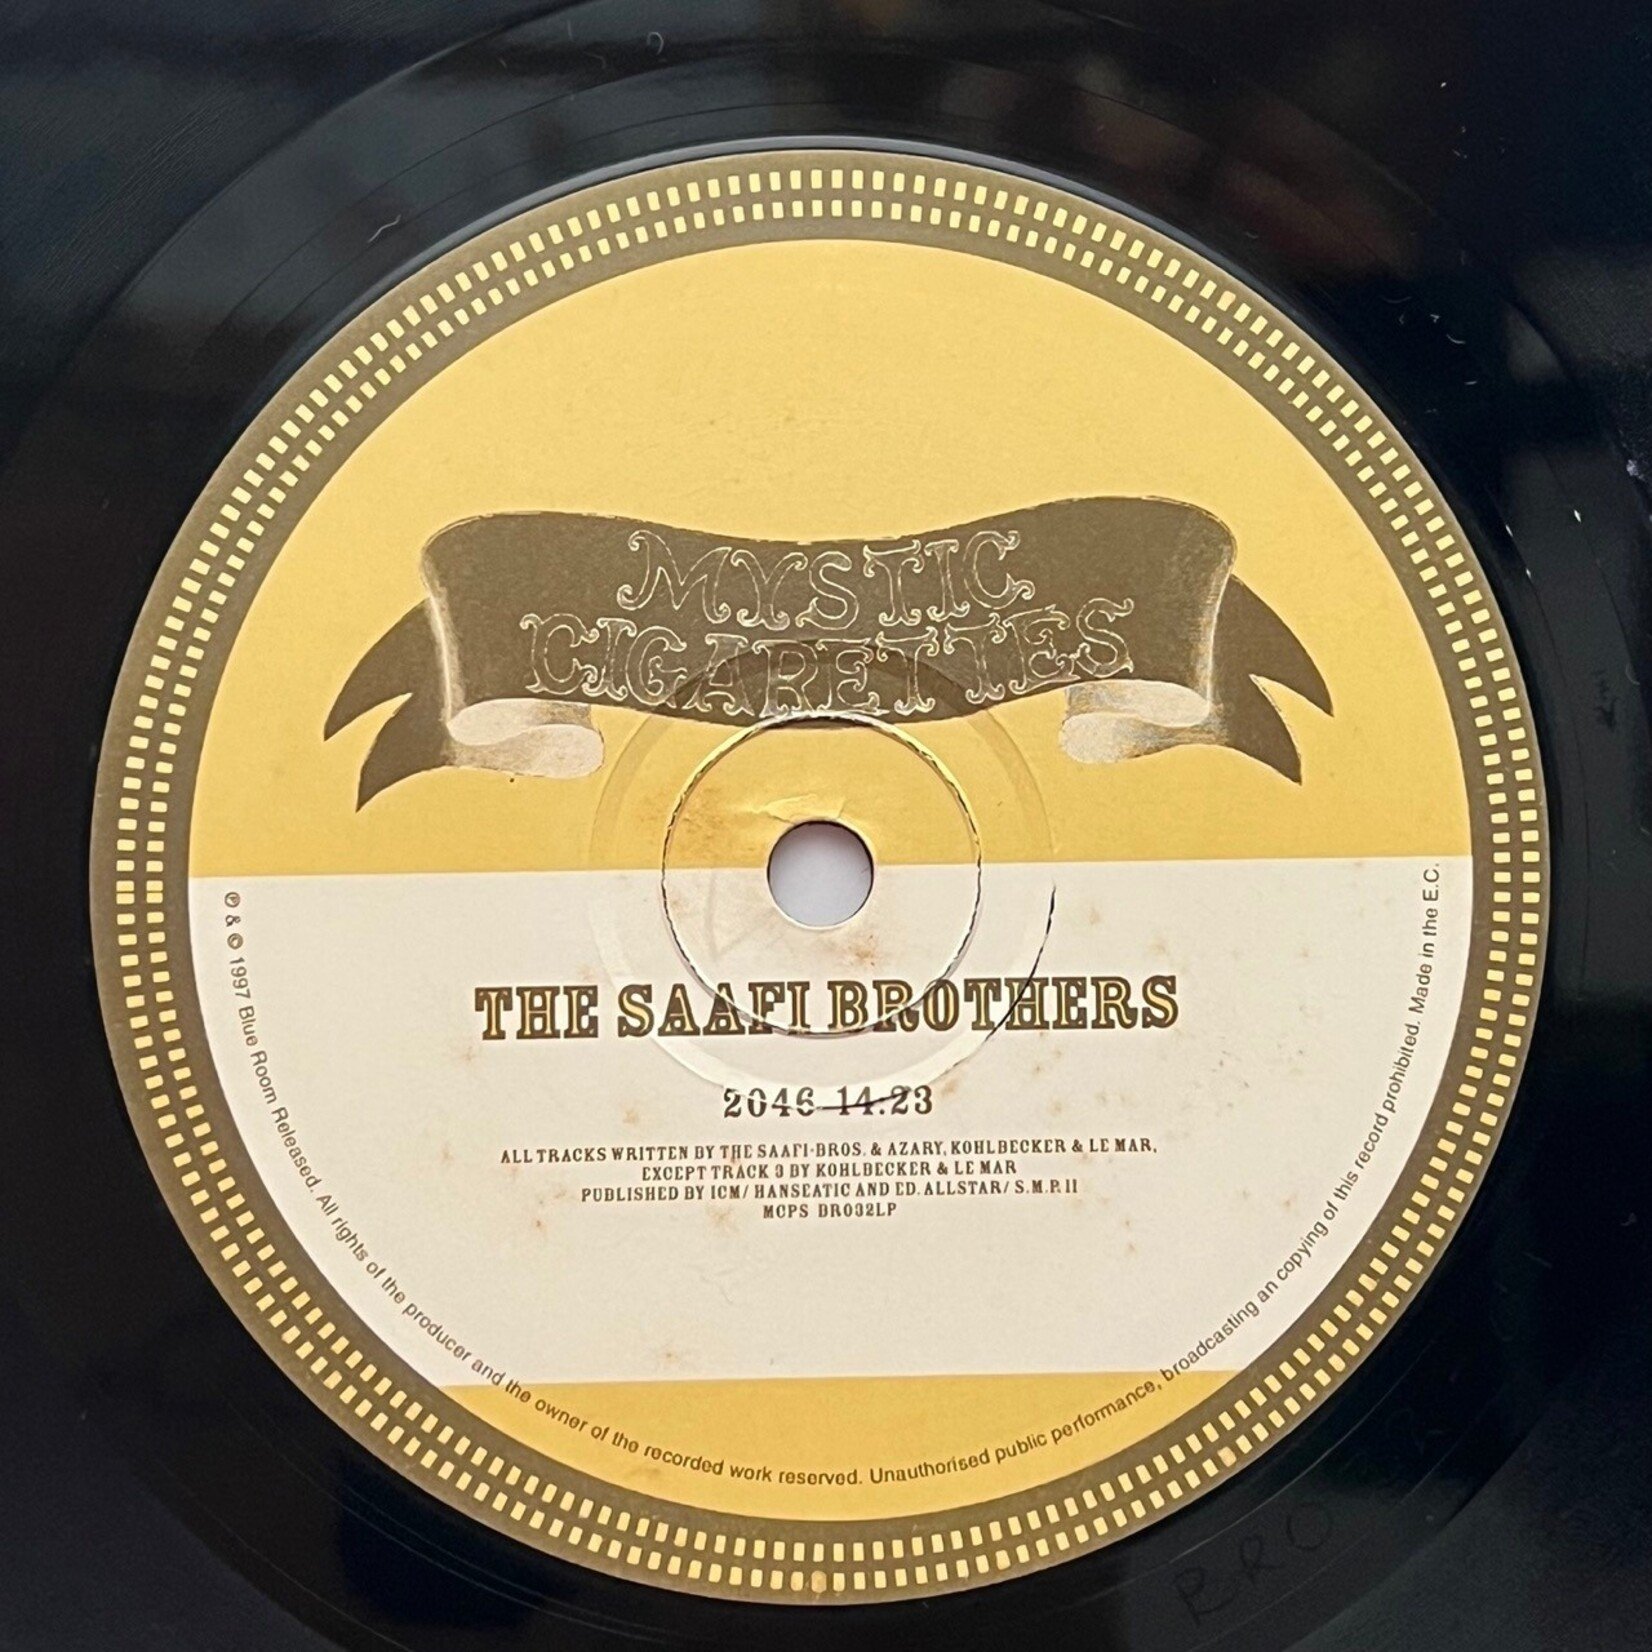 MYSTIC
CIGARETTES
THE SAAFI BROTHERS
2046 14.23
ALL TRACKS WRITTEN BY THE SAAFI-BROS. & AZARY, KOHLBECKER & LE MAR,
EXCEPT TRACK 3 BY KOHLBECKER & LE MAR
PUBLISHED BY ICM/ HANSEATIC AND ED. ALLSTAR/ S.M.P. II
MCPS BR032LP
℗ & © 1997 Blue Room Released. All rights of the producer and the owner of the recorded work reserved. Unauthorised public performance, broadcasting an copying of this record prohibited. Made in the E.C.
BRO